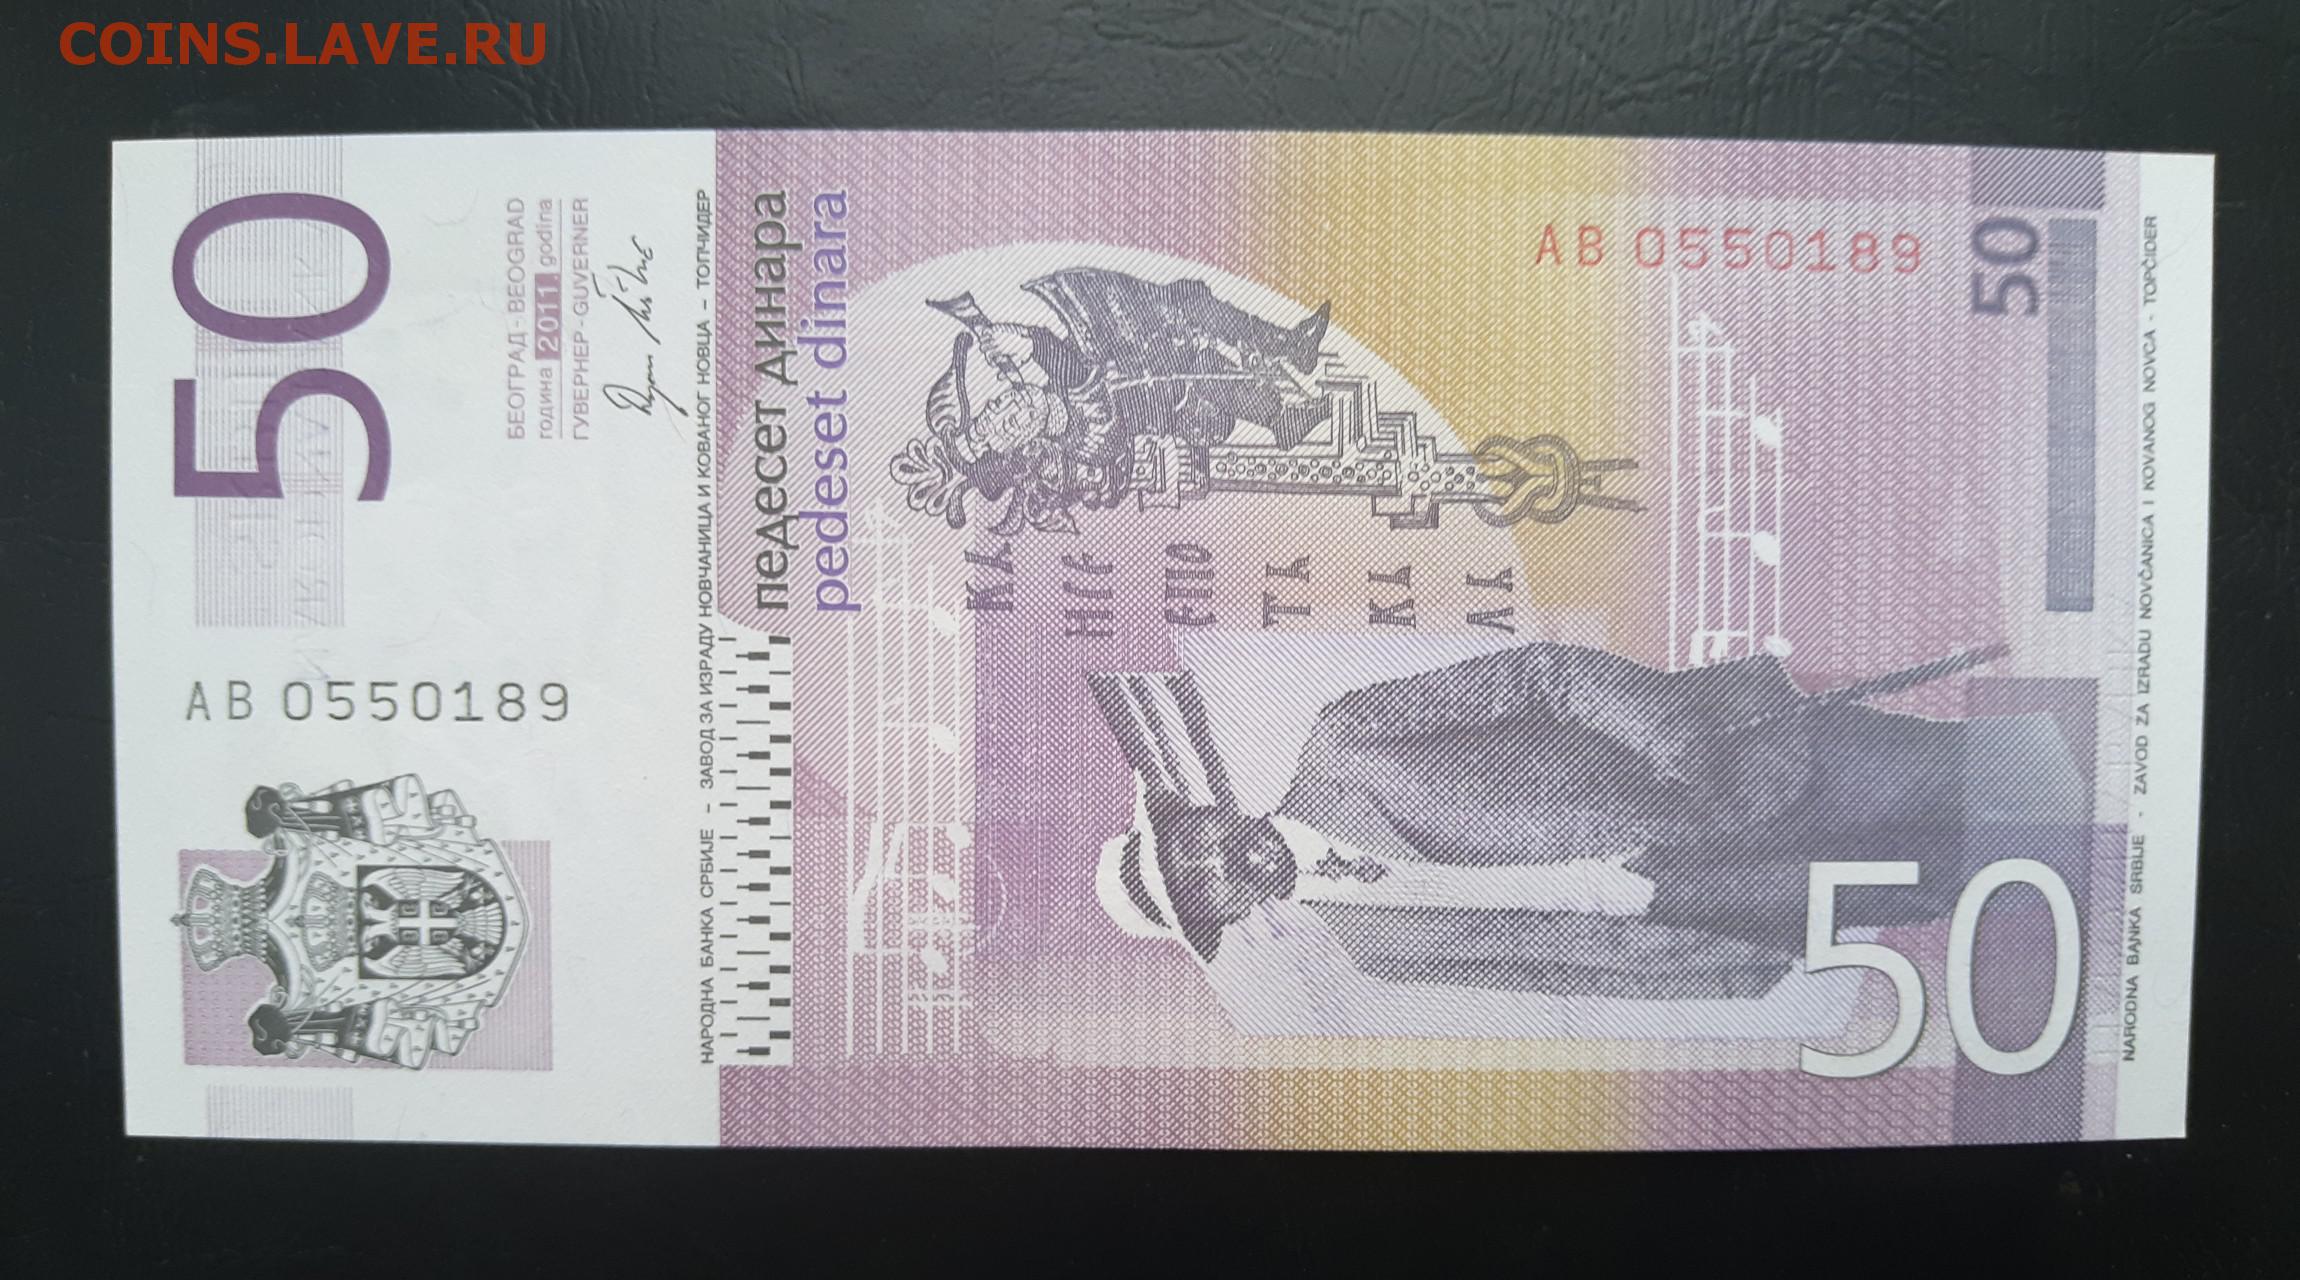 COINS.LAVE.RU
50
БЕОГРАД - BEOGRAD
година 2011. godina
ГУВЕРНЕР - GUVERNER
AB 0550189
НАРОДНА БАНКА СРБИЈЕ - ЗАВОД ЗА ИЗРАДУ НОВЧАНИЦА И КОВАНОГ НОВЦА - ТОПЧИДЕР
педесет динара
pedeset dinara
AB 0550189
50
50
NARODNA BANKA SRBIJE - ZAVOD ZA IZRADU NOVČANICA I KOVANOG NOVCA - TOPČIDER